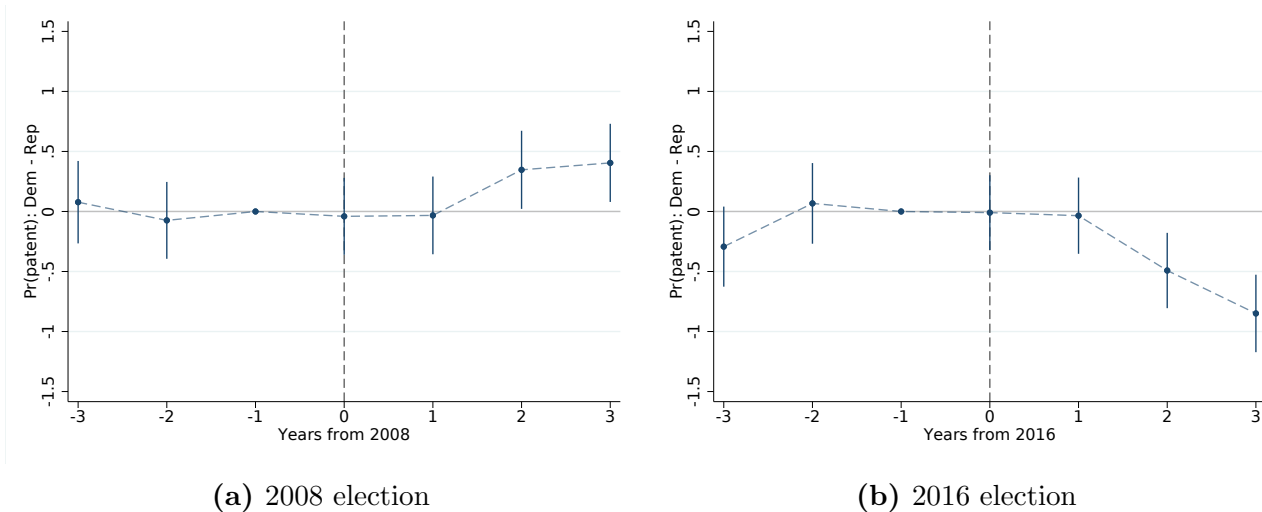 Pr(patent): Dem - Rep
1.5
1
.5
0
-.5
-1
-1.5
-3 -2 -1 0 1 2 3
Years from 2008
(a) 2008 election
Pr(patent): Dem - Rep
1.5
1
.5
0
-.5
-1
-1.5
-3 -2 -1 0 1 2 3
Years from 2016
(b) 2016 election